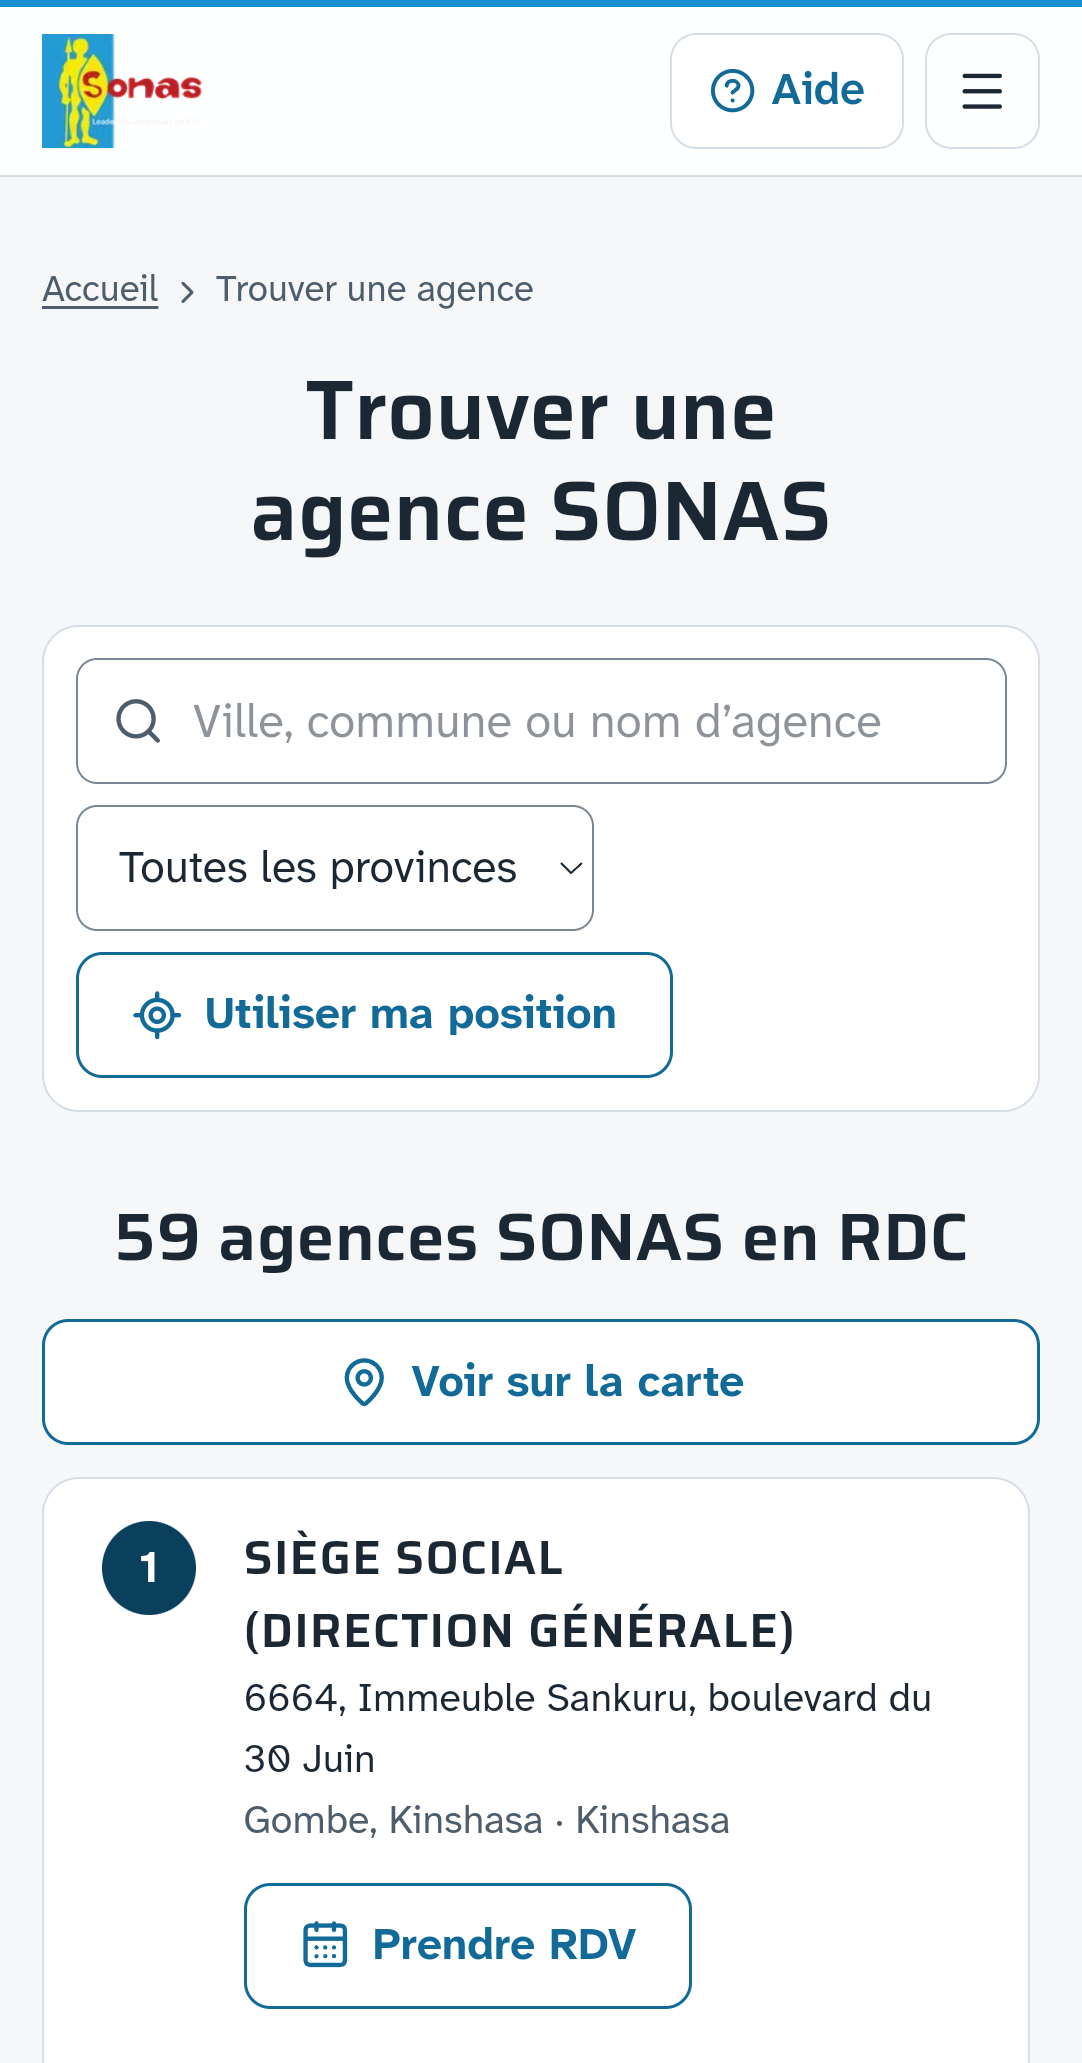 Sonas
Aide
Accueil > Trouver une agence
Trouver une
agence SONAS
Ville, commune ou nom d’agence
Toutes les provinces
Utiliser ma position
59 agences SONAS en RDC
Voir sur la carte
1
SIÈGE SOCIAL
(DIRECTION GÉNÉRALE)
6664, Immeuble Sankuru, boulevard du
30 Juin
Gombe, Kinshasa · Kinshasa
Prendre RDV